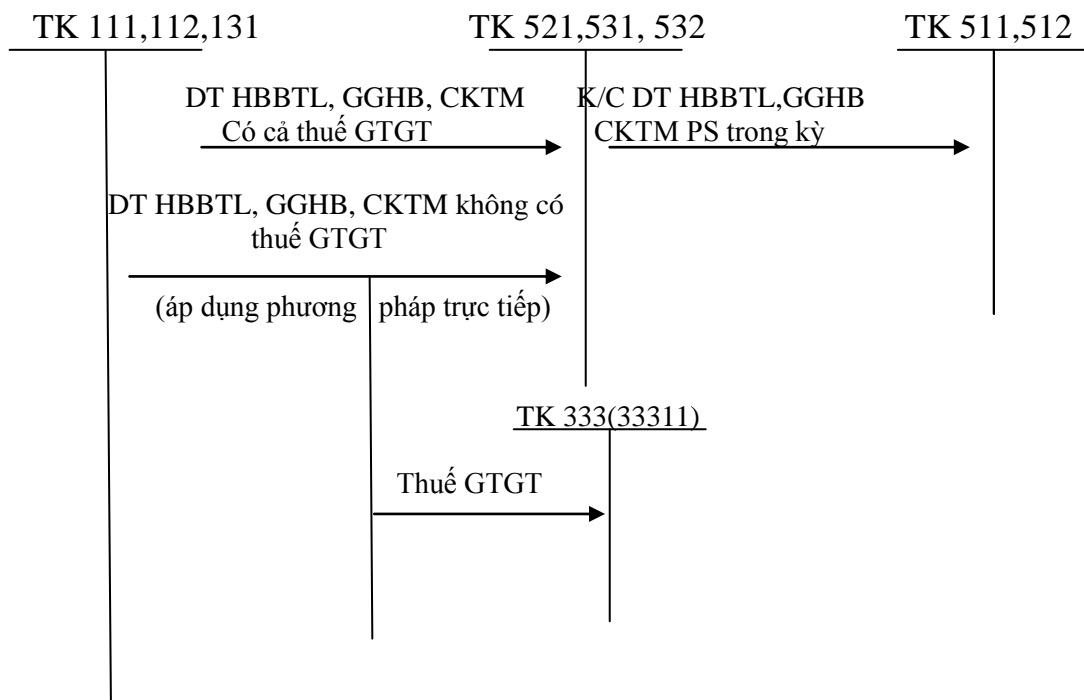 TK 111,112,131
TK 521,531, 532
TK 511,512
DT HBBTL, GGHB, CKTM
Có cả thuế GTGT
K/C DT HBBTL,GGHB
CKTM PS trong kỳ
DT HBBTL, GGHB, CKTM không có
thuế GTGT
(áp dụng phương pháp trực tiếp)
TK 333(33311)
Thuế GTGT